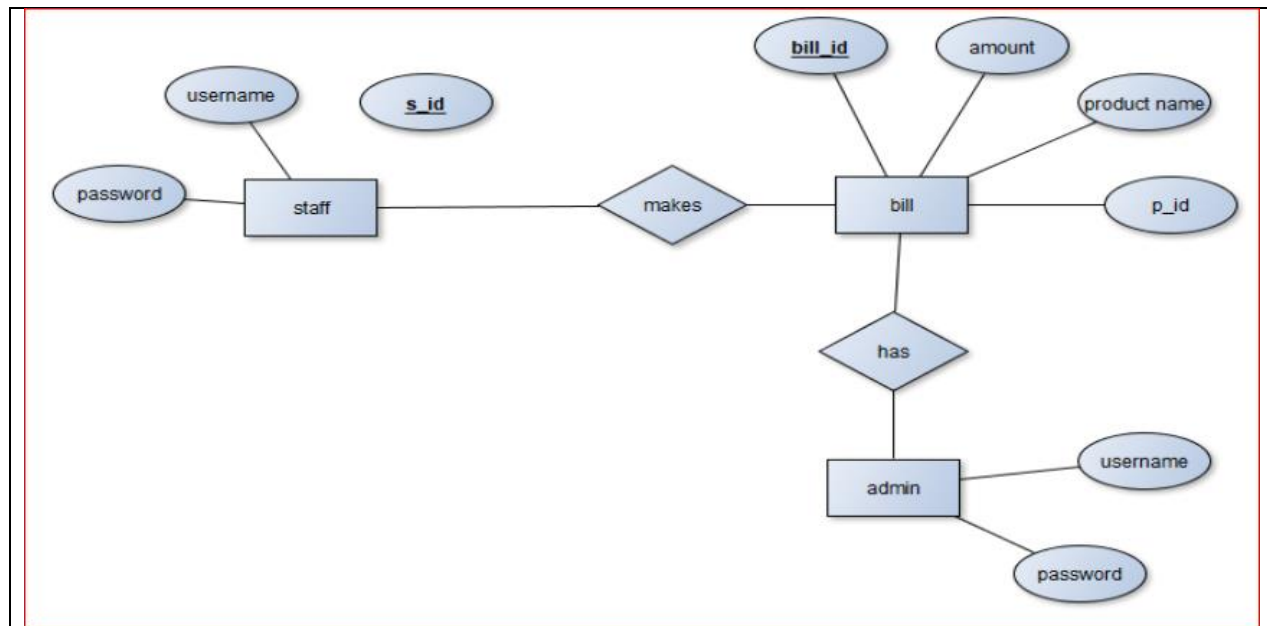 bill_id
amount
username
s_id
product name
password
staff
makes
bill
p_id
has
admin
username
password